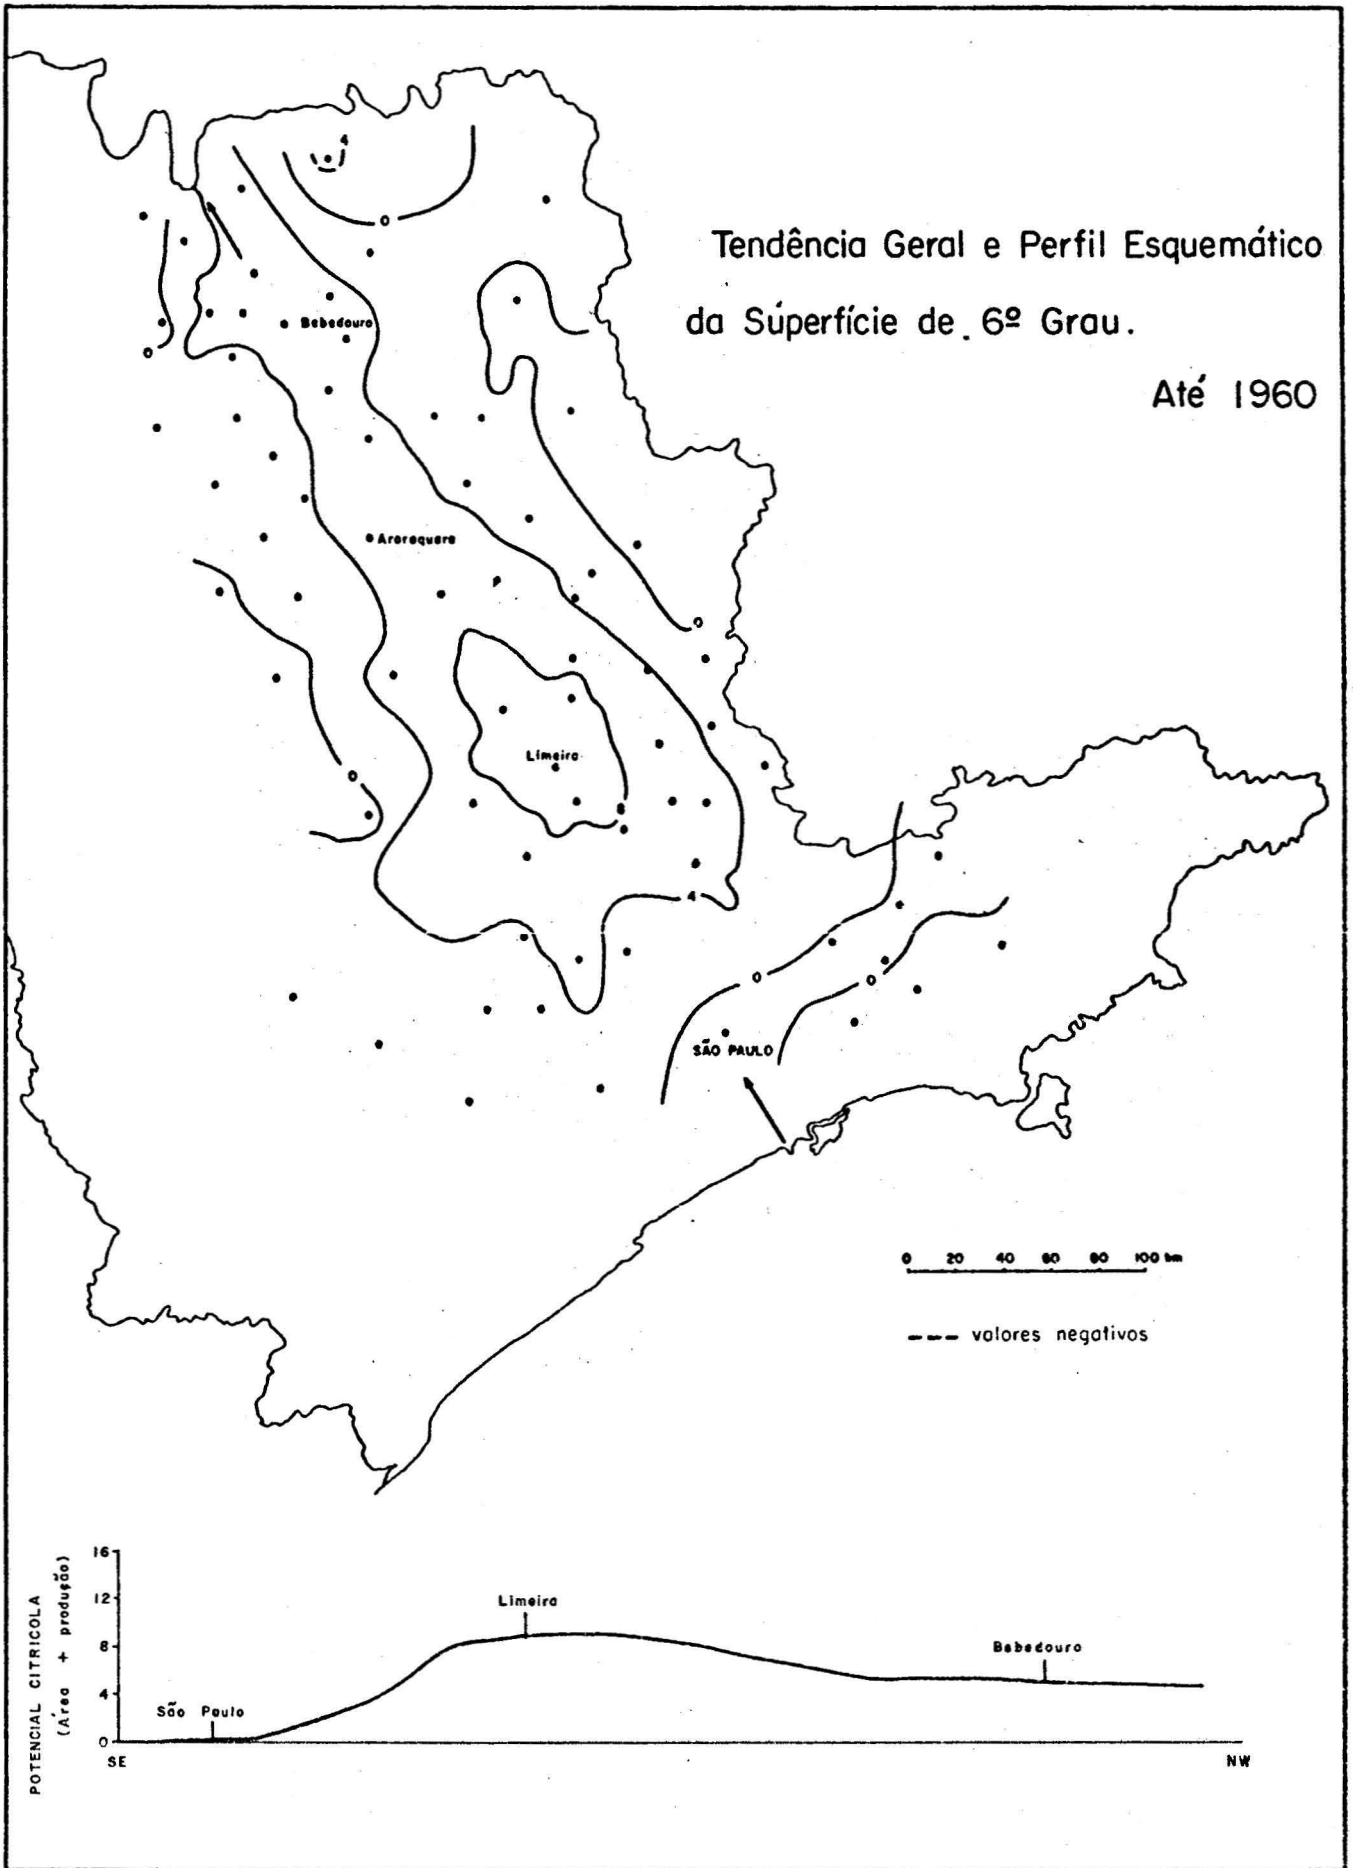 4
0
Tendência Geral e Perfil Esquemático
da Súperfície de 6º Grau.
Até 1960
Bebedouro
0
Araraquara
0
Limeira
0
4
0
0
SÃO PAULO
0 20 40 60 80 100 km
--- valores negativos
POTENCIAL CITRICOLA
(Área + produção)
16
12
8
4
0
Limeira
Bebedouro
São Paulo
SE
NW